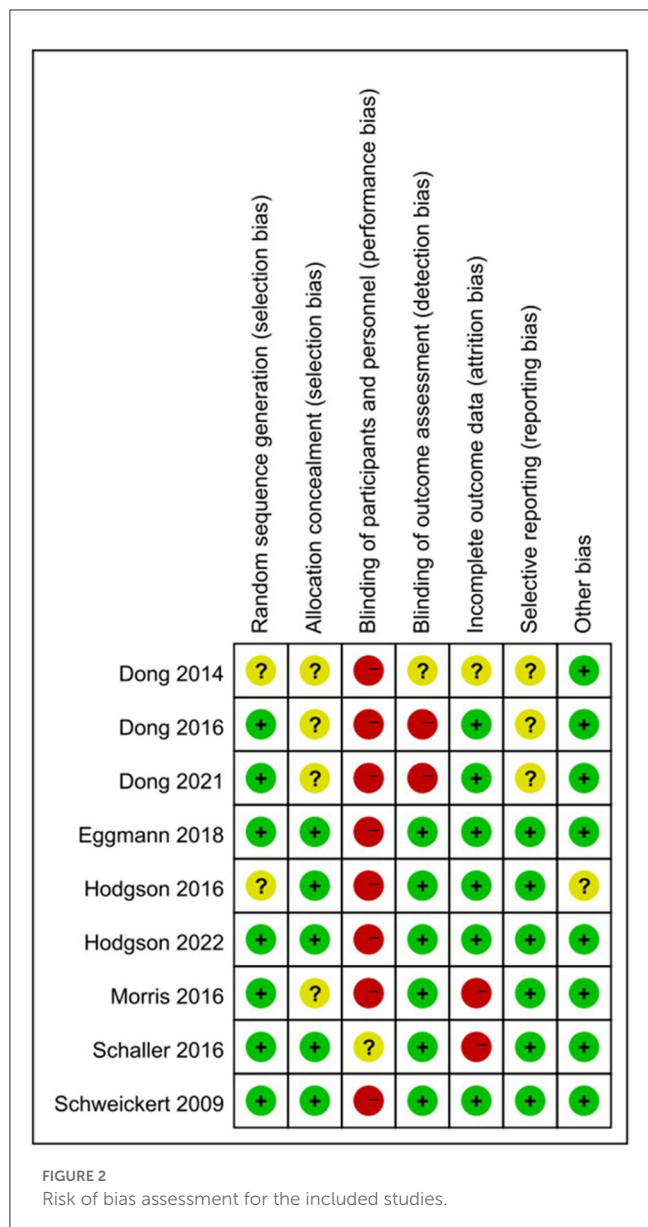 Random sequence generation (selection bias)
Allocation concealment (selection bias)
Blinding of participants and personnel (performance bias)
Blinding of outcome assessment (detection bias)
Incomplete outcome data (attrition bias)
Selective reporting (reporting bias)
Other bias
Dong 2014 ? ? - ? ? ? +
Dong 2016 + ? - - + ? +
Dong 2021 + ? - - + ? +
Eggmann 2018 + + - + + + +
Hodgson 2016 ? + - + + + ?
Hodgson 2022 + + - + + + +
Morris 2016 + ? - + - + +
Schaller 2016 + + ? + - + +
Schweickert 2009 + + - + + + +
FIGURE 2
Risk of bias assessment for the included studies.